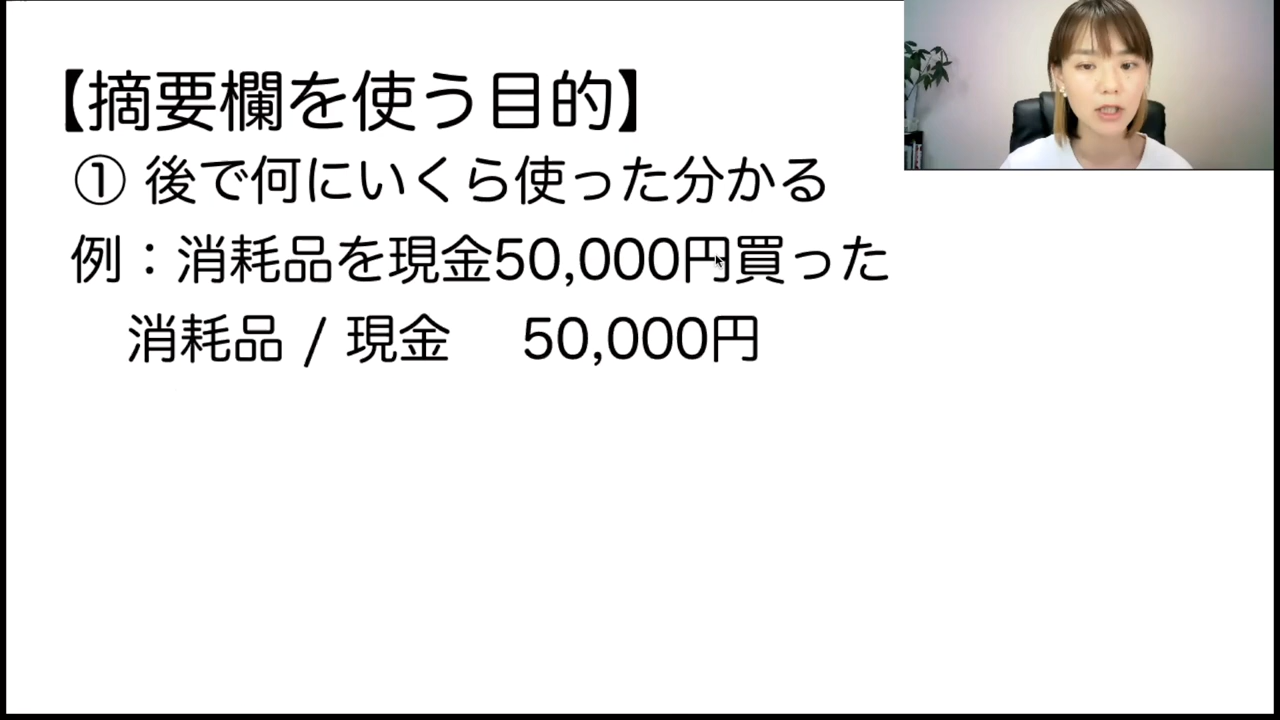 【摘要欄を使う目的】
① 後で何にいくら使った分かる
例：消耗品を現金50,000円買った
消耗品 / 現金　50,000円